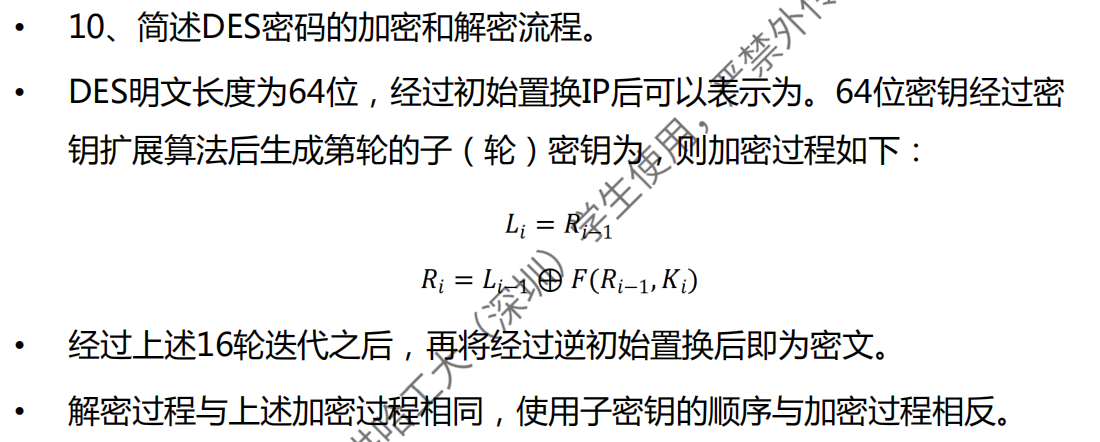 • 10、简述DES密码的加密和解密流程。
• DES明文长度为64位，经过初始置换IP后可以表示为。64位密钥经过密
钥扩展算法后生成第轮的子（轮）密钥为，则加密过程如下：
L_i = R_{i−1}
R_i = L_{i−1} ⊕ F(R_{i−1}, K_i)
• 经过上述16轮迭代之后，再将经过逆初始置换后即为密文。
• 解密过程与上述加密过程相同，使用子密钥的顺序与加密过程相反。
哈工大（深圳）学生使用，严禁外传